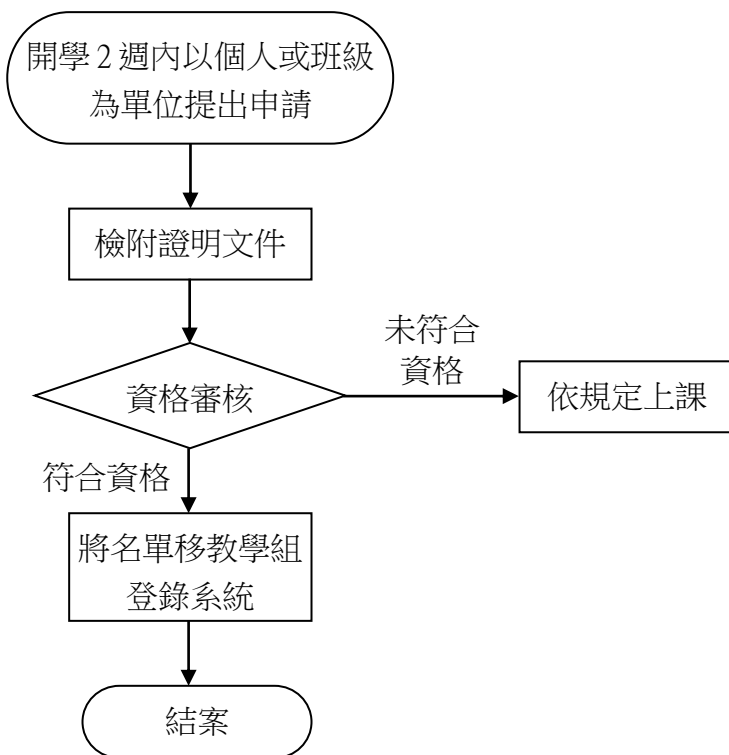 開學 2 週內以個人或班級
為單位提出申請
檢附證明文件
未符合
資格
資格審核
依規定上課
符合資格
將名單移教學組
登錄系統
結案